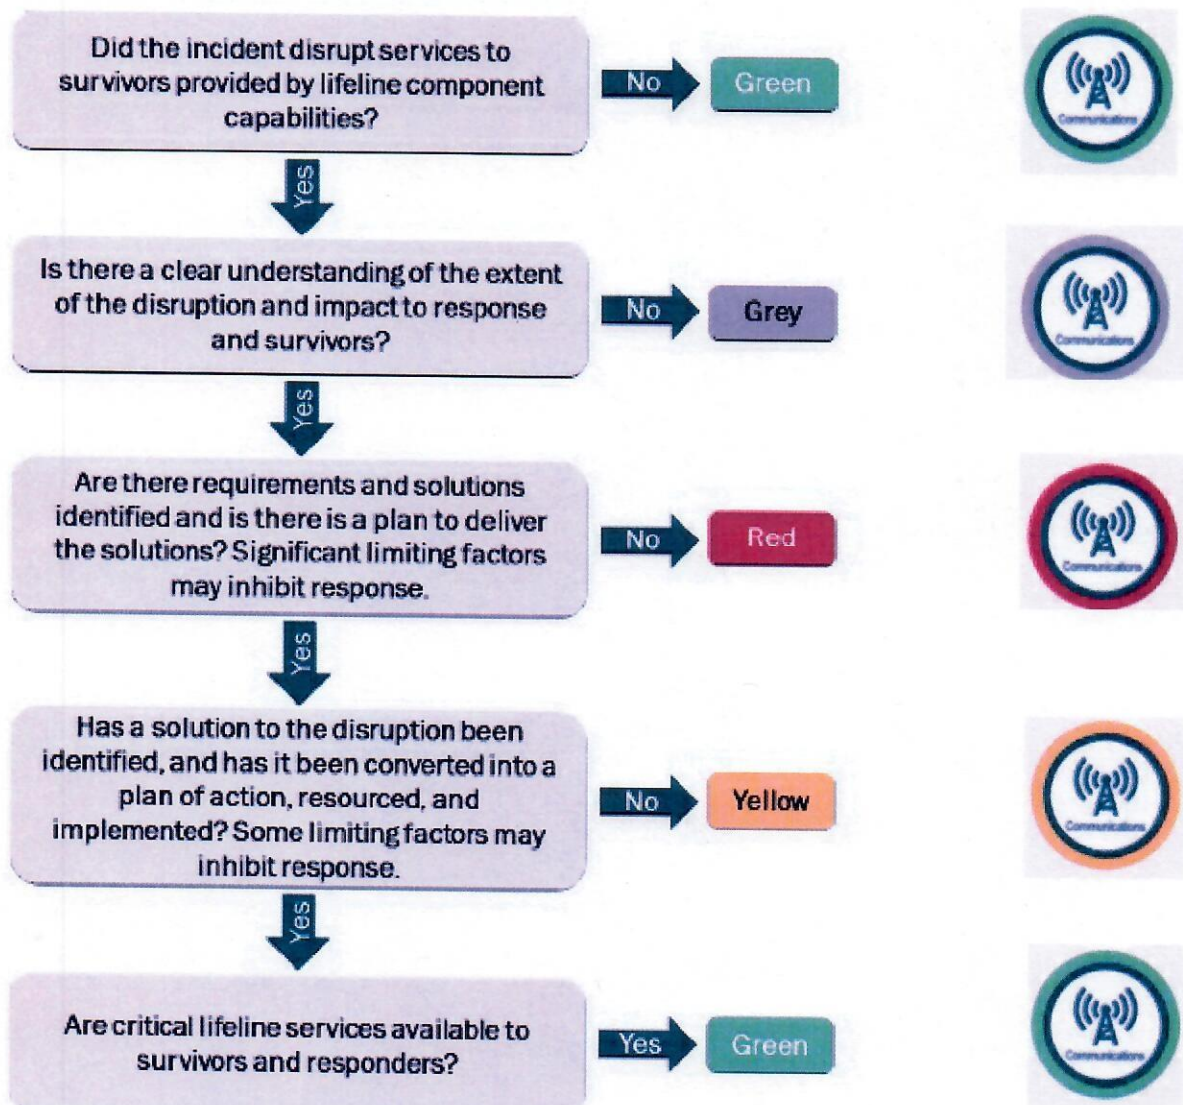 Did the incident disrupt services to
survivors provided by lifeline component
capabilities?
No
Green
Communications
Yes
Is there a clear understanding of the extent
of the disruption and impact to response
and survivors?
No
Grey
Communications
Yes
Are there requirements and solutions
identified and is there is a plan to deliver
the solutions? Significant limiting factors
may inhibit response.
No
Red
Communications
Yes
Has a solution to the disruption been
identified, and has it been converted into a
plan of action, resourced, and
implemented? Some limiting factors may
inhibit response.
No
Yellow
Communications
Yes
Are critical lifeline services available to
survivors and responders?
Yes
Green
Communications